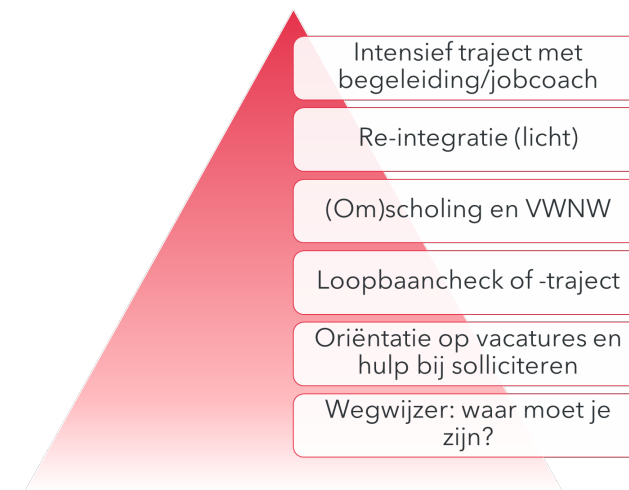 Intensief traject met
begeleiding/jobcoach
Re-integratie (licht)
(Om)scholing en VWNW
Loopbaancheck of -traject
Oriëntatie op vacatures en
hulp bij solliciteren
Wegwijzer: waar moet je
zijn?